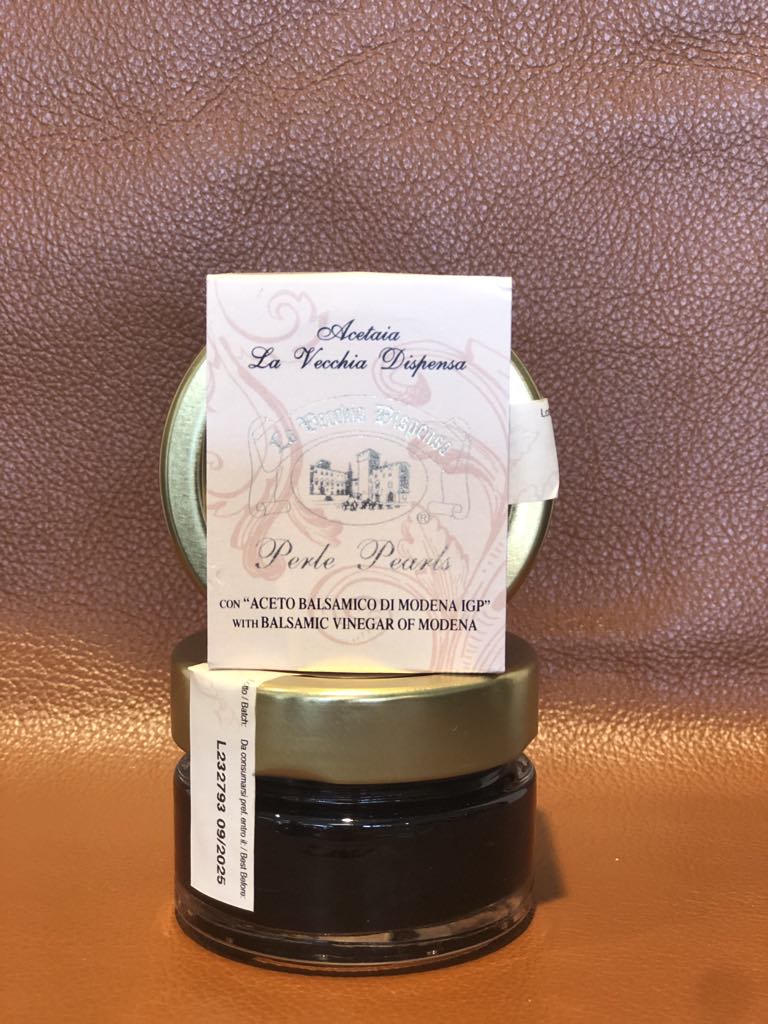 Acetaia
La Vecchia Dispensa
La Vecchia Dispensa
®
Perle Pearls
CON “ACETO BALSAMICO DI MODENA IGP”
WITH BALSAMIC VINEGAR OF MODENA
Da consumarsi pref. entro il: / Best Before:
/ Batch:
L232793 09/2025